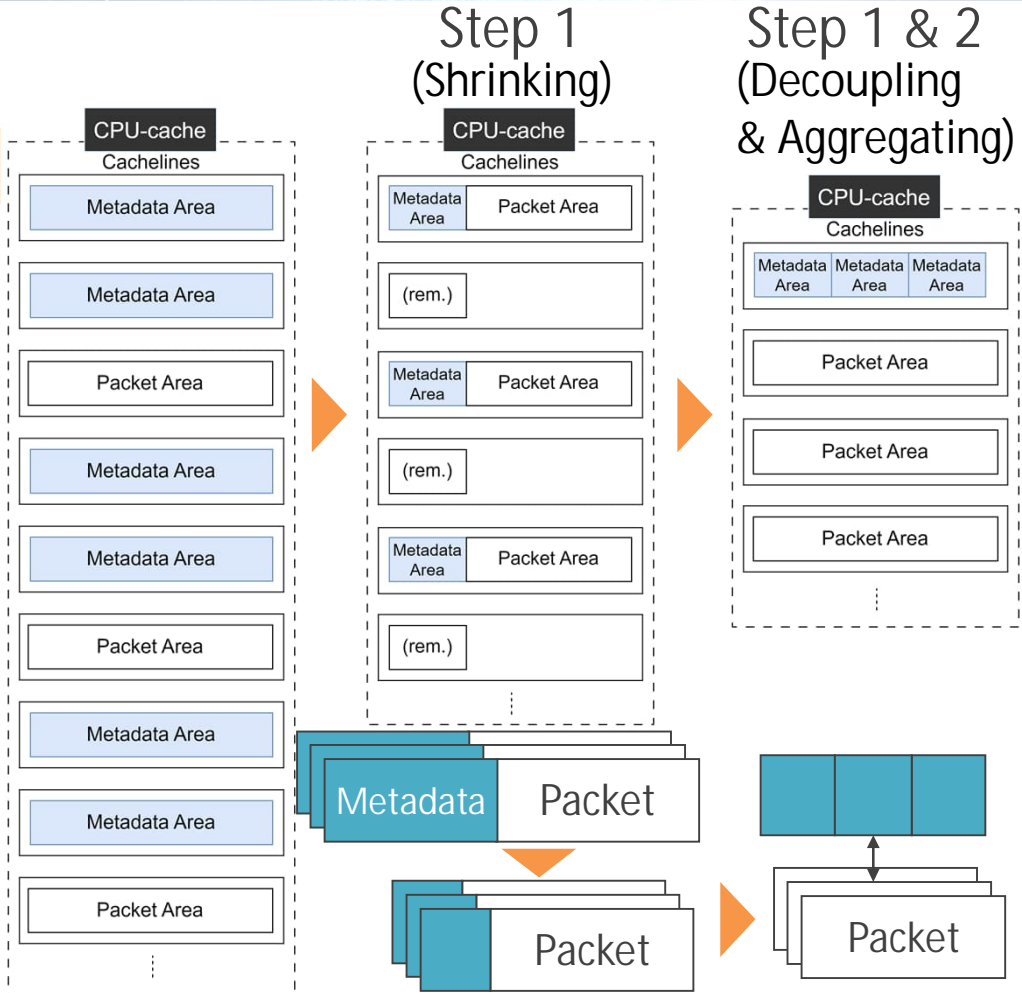 Step 1
(Shrinking)
Step 1 & 2
(Decoupling
& Aggregating)
CPU-cache
Cachelines
Metadata Area
Metadata Area
Packet Area
Metadata Area
Metadata Area
Packet Area
Metadata Area
Metadata Area
Packet Area
CPU-cache
Cachelines
Metadata
Area
Packet Area
(rem.)
Metadata
Area
Packet Area
(rem.)
Metadata
Area
Packet Area
(rem.)
CPU-cache
Cachelines
Metadata Metadata Metadata
Area Area Area
Packet Area
Packet Area
Packet Area
Metadata Packet
Packet
Packet